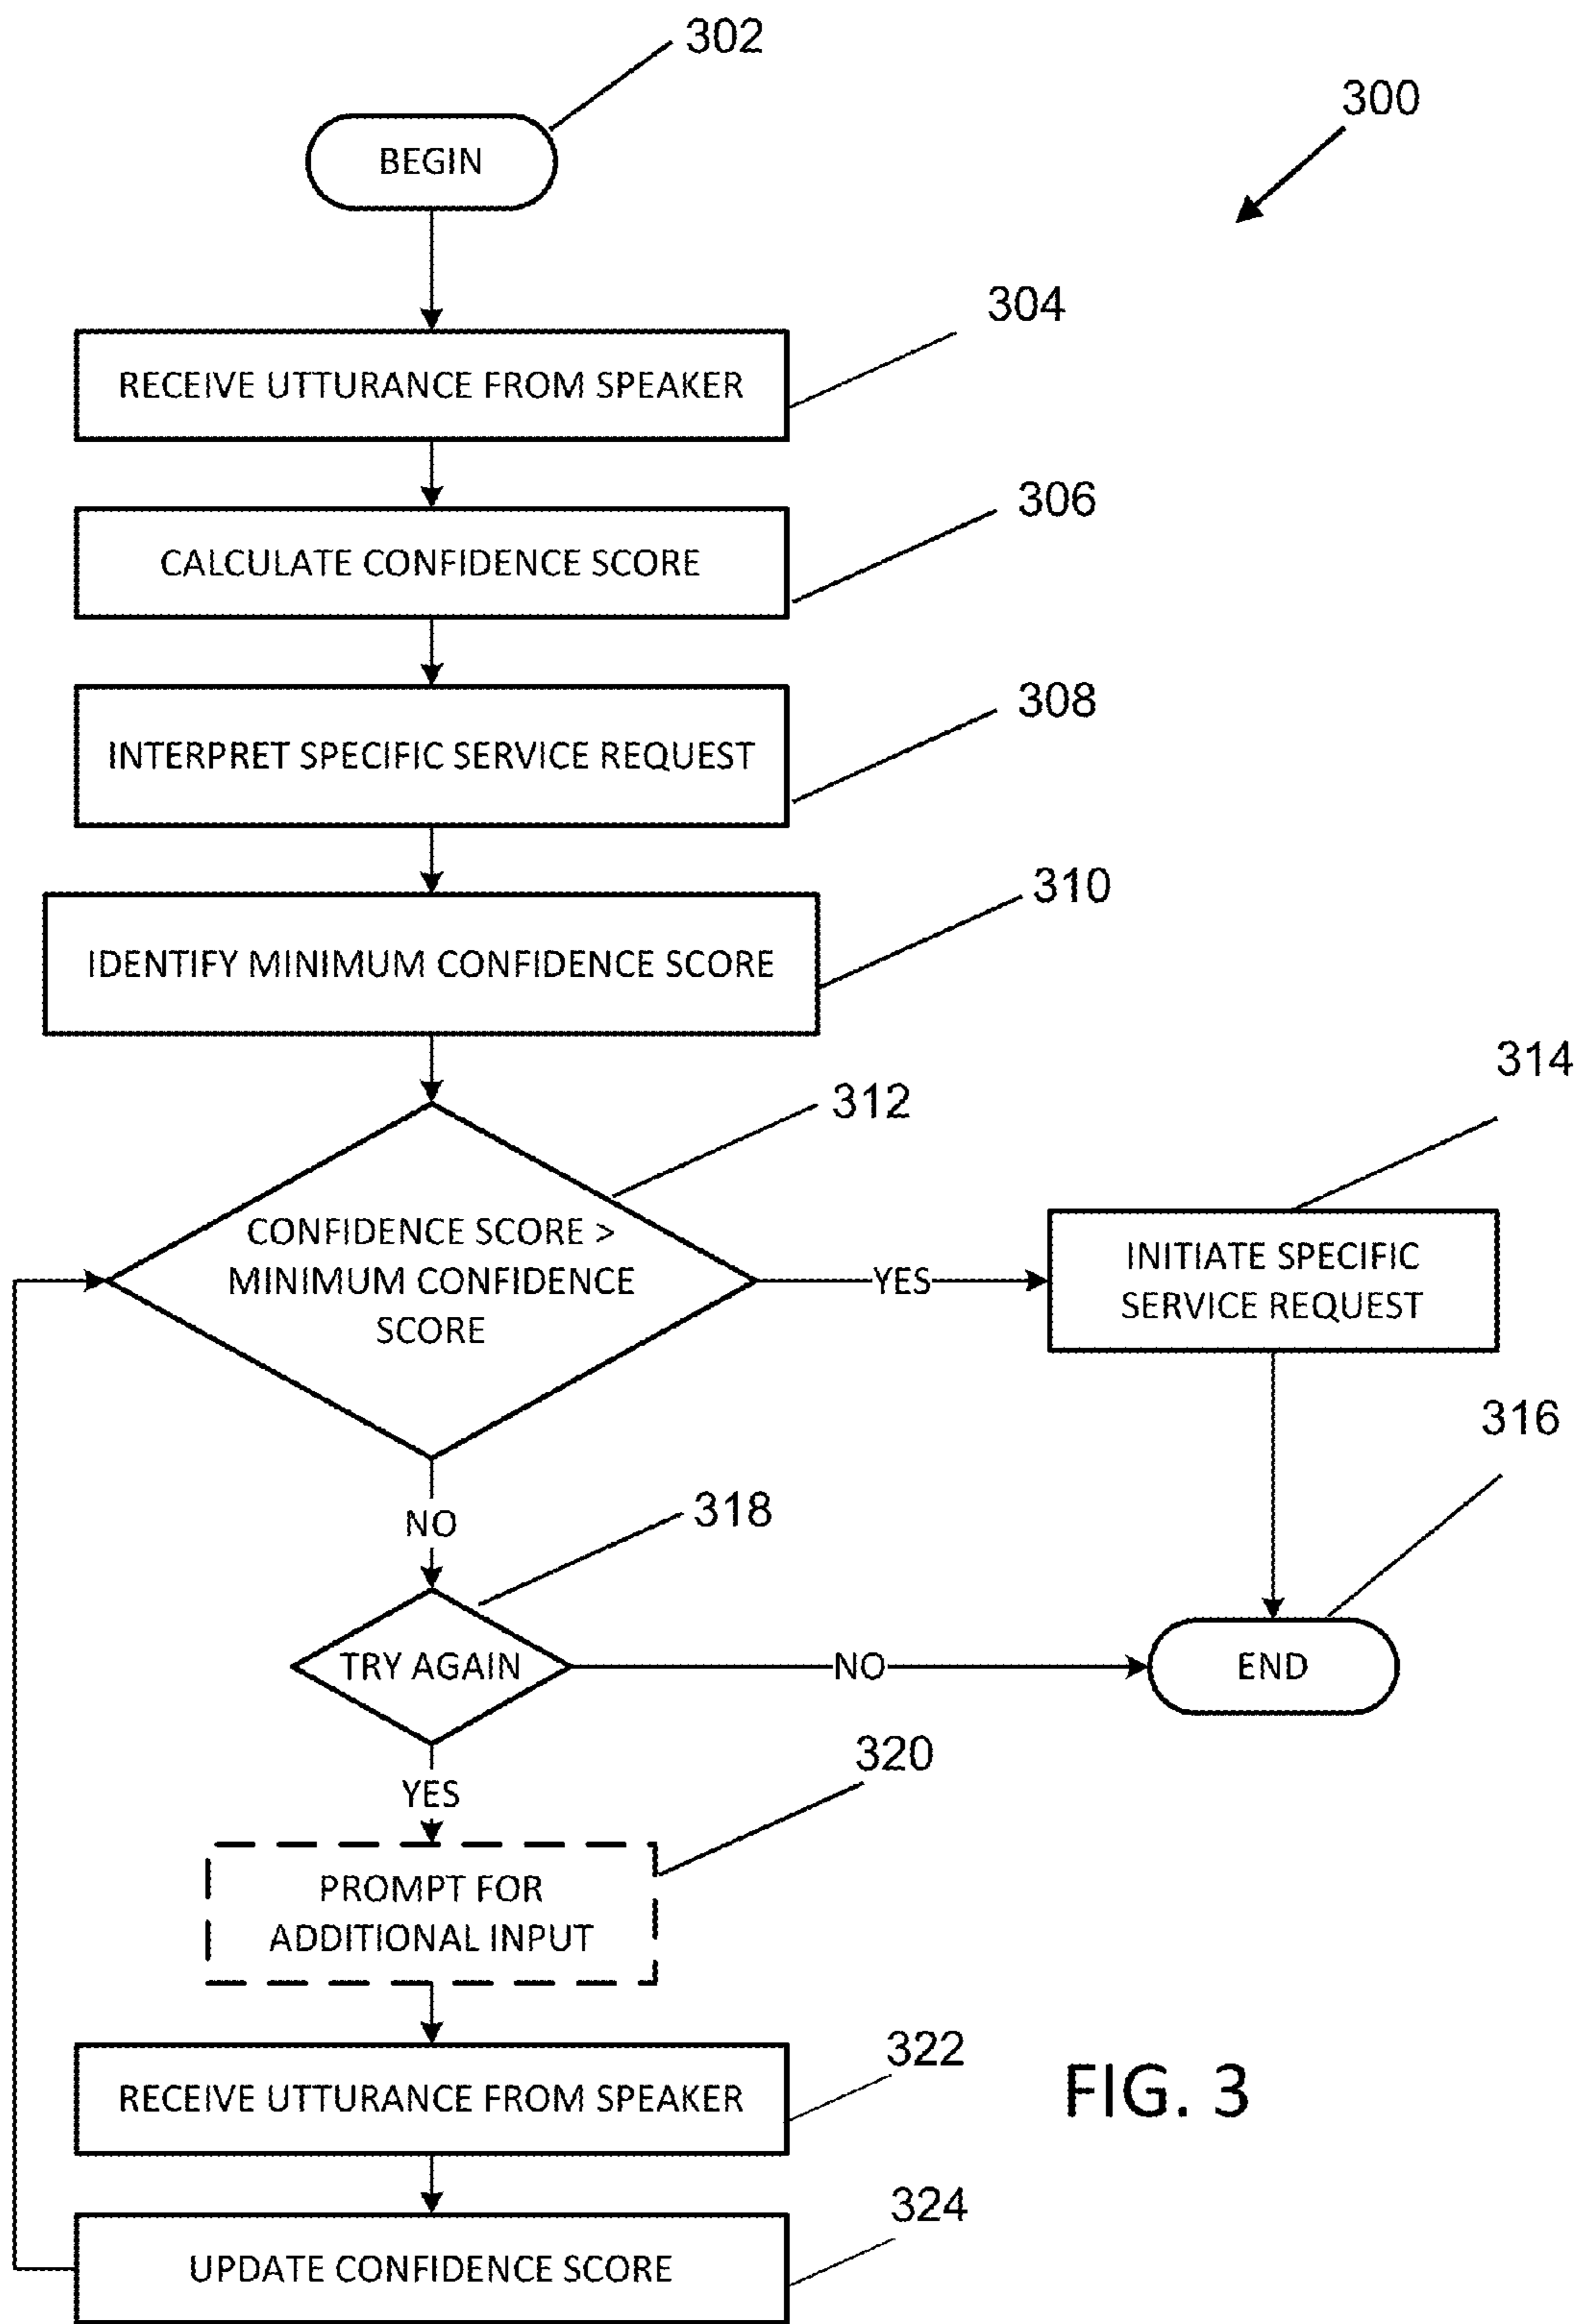 302
300
BEGIN
304
RECEIVE UTTURANCE FROM SPEAKER
306
CALCULATE CONFIDENCE SCORE
308
INTERPRET SPECIFIC SERVICE REQUEST
310
IDENTIFY MINIMUM CONFIDENCE SCORE
312
314
CONFIDENCE SCORE >
MINIMUM CONFIDENCE
SCORE
YES
INITIATE SPECIFIC
SERVICE REQUEST
316
NO
318
TRY AGAIN
NO
END
320
YES
PROMPT FOR
ADDITIONAL INPUT
322
RECEIVE UTTURANCE FROM SPEAKER
FIG. 3
324
UPDATE CONFIDENCE SCORE